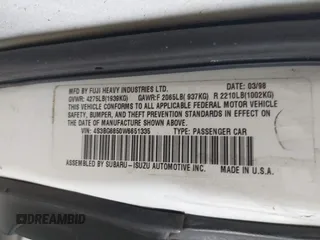 MFD BY FUJI HEAVY INDUSTRIES LTD. DATE: 03/98
GVWR: 4275LB(1939KG) GAWR:F 2065LB( 937KG) R 2210LB(1002KG)
THIS VEHICLE CONFORMS TO ALL APPLICABLE FEDERAL MOTOR VEHICLE
SAFETY, BUMPER, AND THEFT PREVENTION STANDARDS IN EFFECT ON THE
DATE OF MANUFACTURE SHOWN ABOVE.
VIN: 4S3BG6850W6651335 TYPE: PASSENGER CAR
ASSEMBLED BY SUBARU-ISUZU AUTOMOTIVE INC. MADE IN U.S.A.
DREAMBID